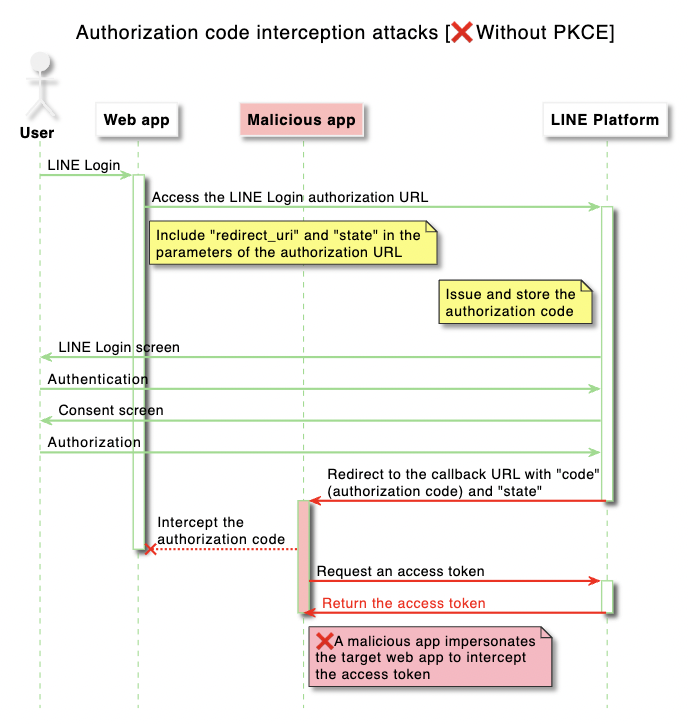 Authorization code interception attacks [❌Without PKCE]
User
Web app
Malicious app
LINE Platform
LINE Login
Access the LINE Login authorization URL
Include "redirect_uri" and "state" in the
parameters of the authorization URL
Issue and store the
authorization code
LINE Login screen
Authentication
Consent screen
Authorization
Redirect to the callback URL with "code"
(authorization code) and "state"
Intercept the
authorization code
Request an access token
Return the access token
❌A malicious app impersonates
the target web app to intercept
the access token